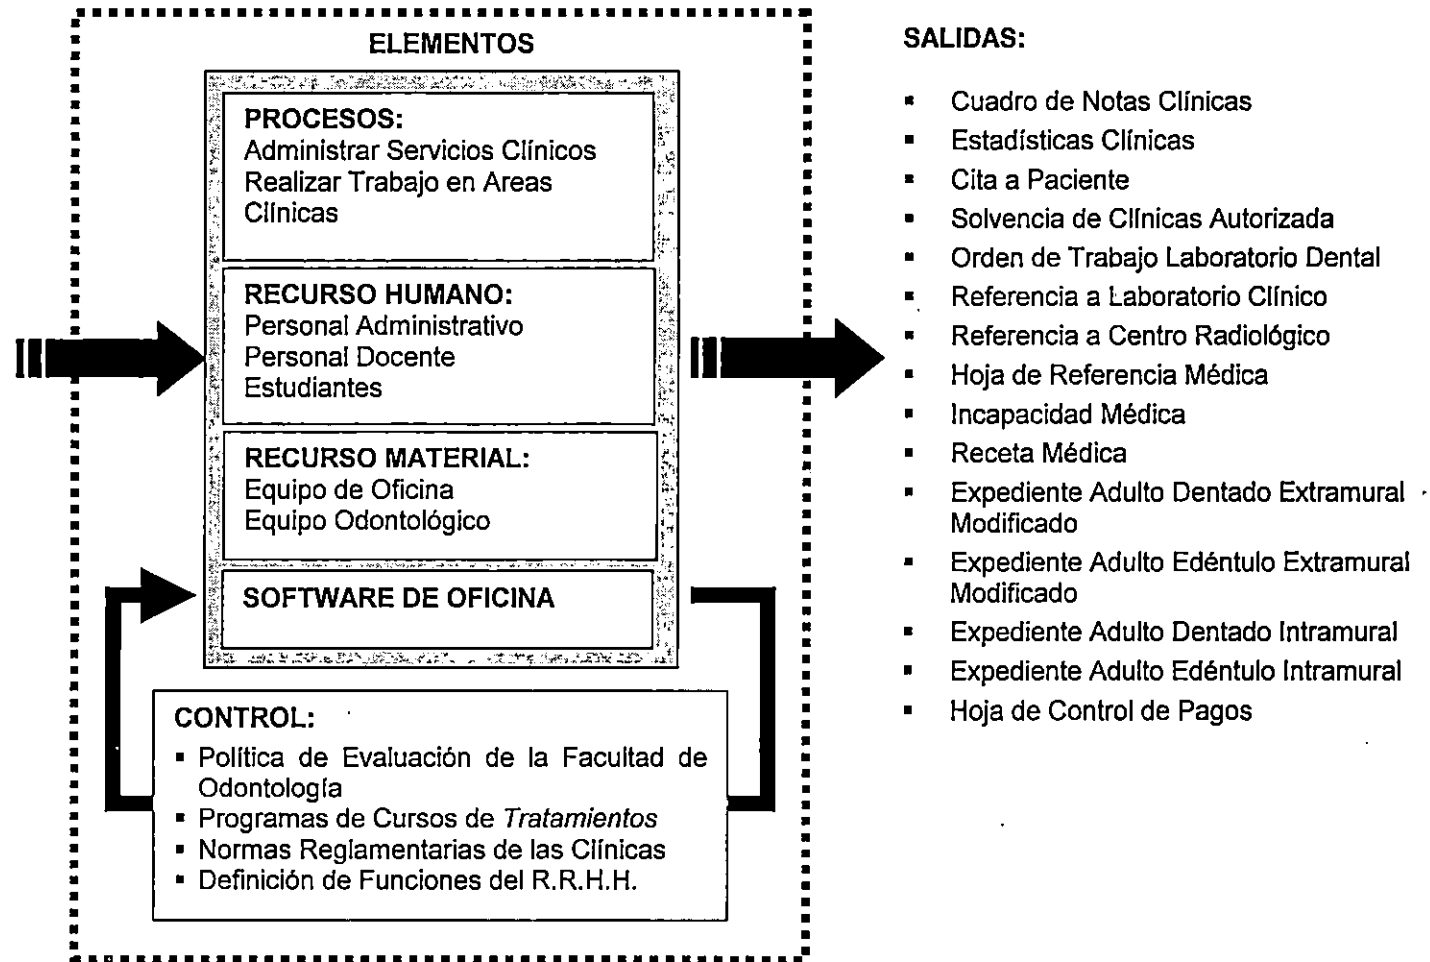 ELEMENTOS
PROCESOS:
Administrar Servicios Clínicos
Realizar Trabajo en Areas
Clínicas
RECURSO HUMANO:
Personal Administrativo
Personal Docente
Estudiantes
RECURSO MATERIAL:
Equipo de Oficina
Equipo Odontológico
SOFTWARE DE OFICINA
CONTROL:
▪ Política de Evaluación de la Facultad de
Odontología
▪ Programas de Cursos de Tratamientos
▪ Normas Reglamentarias de las Clínicas
▪ Definición de Funciones del R.R.H.H.
SALIDAS:
▪ Cuadro de Notas Clínicas
▪ Estadísticas Clínicas
▪ Cita a Paciente
▪ Solvencia de Clínicas Autorizada
▪ Orden de Trabajo Laboratorio Dental
▪ Referencia a Laboratorio Clínico
▪ Referencia a Centro Radiológico
▪ Hoja de Referencia Médica
▪ Incapacidad Médica
▪ Receta Médica
▪ Expediente Adulto Dentado Extramural
Modificado
▪ Expediente Adulto Edéntulo Extramural
Modificado
▪ Expediente Adulto Dentado Intramural
▪ Expediente Adulto Edéntulo Intramural
▪ Hoja de Control de Pagos